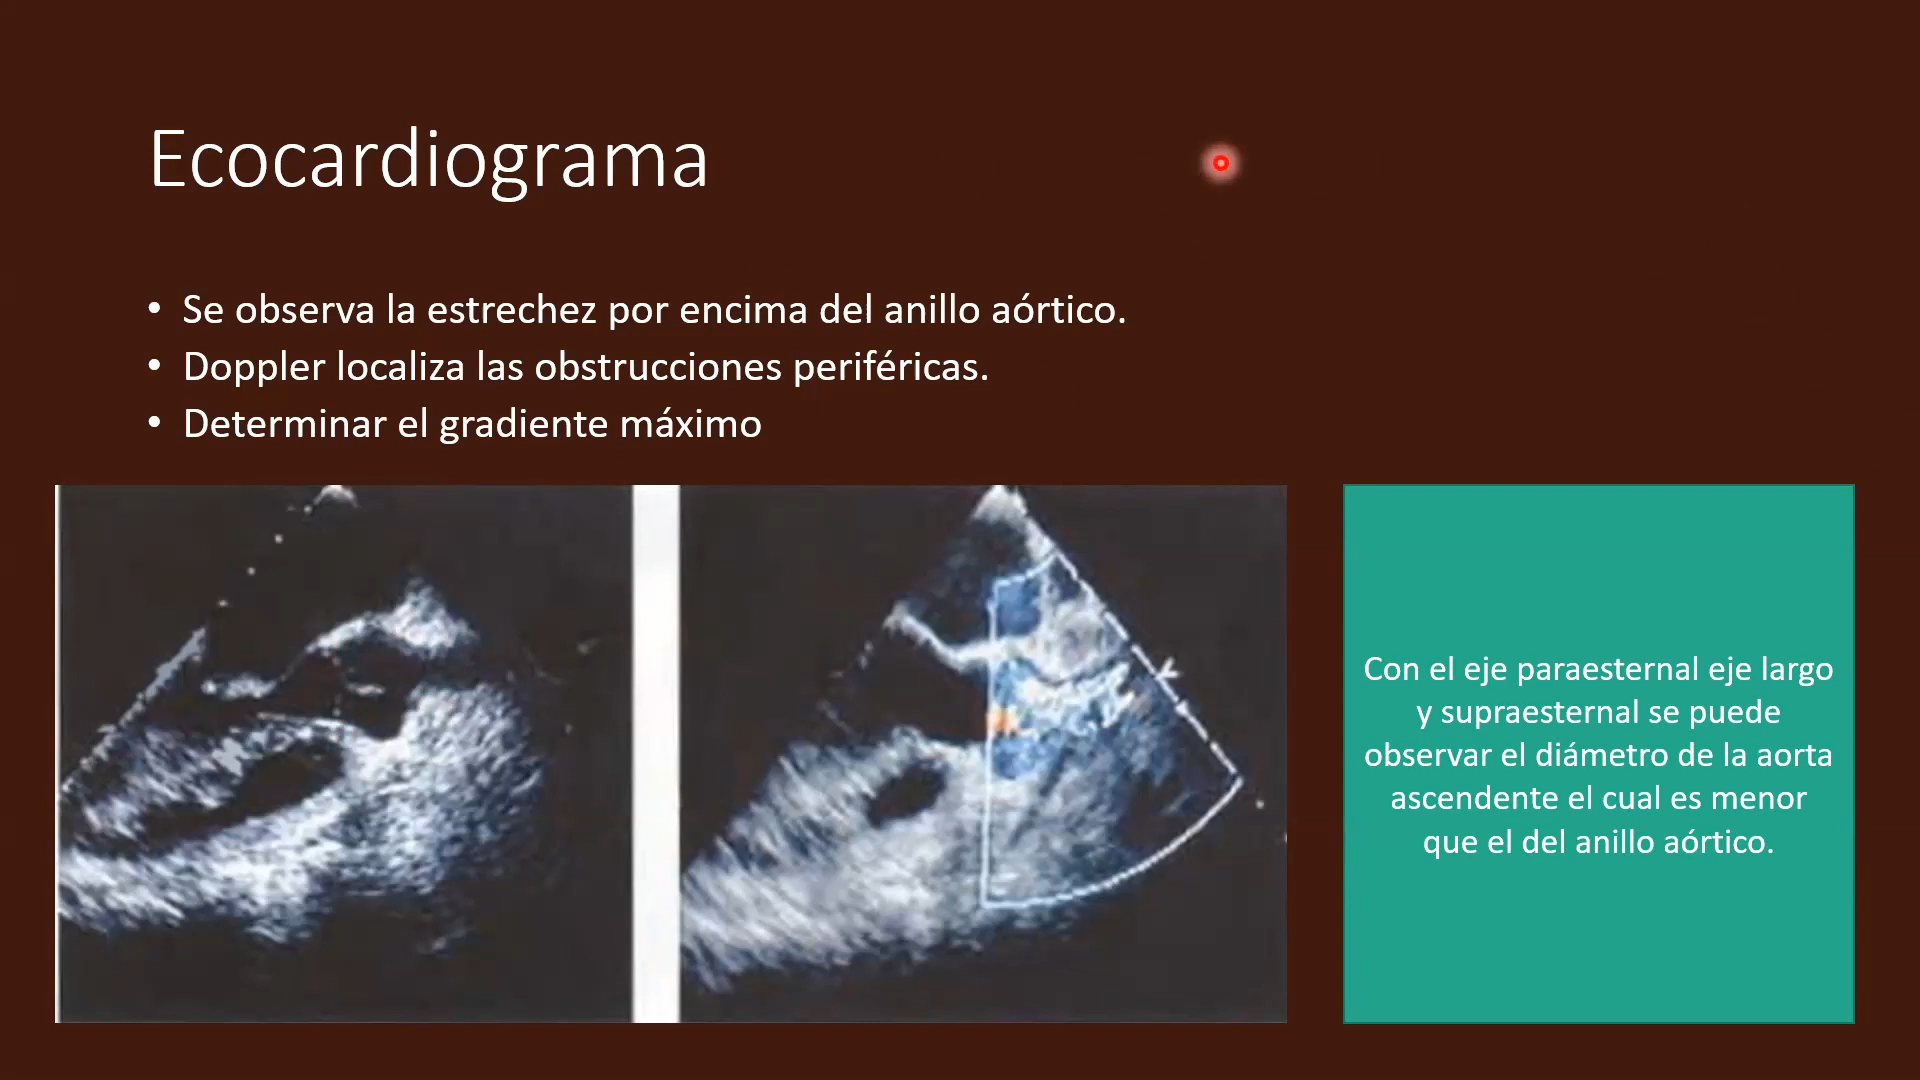 Ecocardiograma
• Se observa la estrechez por encima del anillo aórtico.
• Doppler localiza las obstrucciones periféricas.
• Determinar el gradiente máximo
Con el eje paraesternal eje largo
y supraesternal se puede
observar el diámetro de la aorta
ascendente el cual es menor
que el del anillo aórtico.